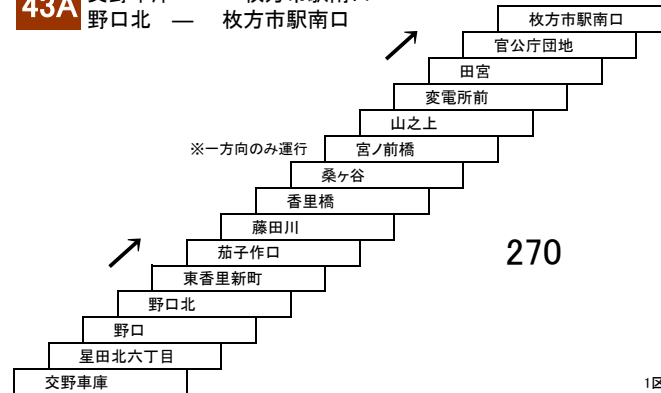 43A
野口北 ― 枚方市駅南口
枚方市駅南口
官公庁団地
田宮
変電所前
山之上
※一方向のみ運行
宮ノ前橋
桑ヶ谷
香里橋
藤田川
茄子作口
270
東香里新町
野口北
野口
星田北六丁目
交野車庫
1区